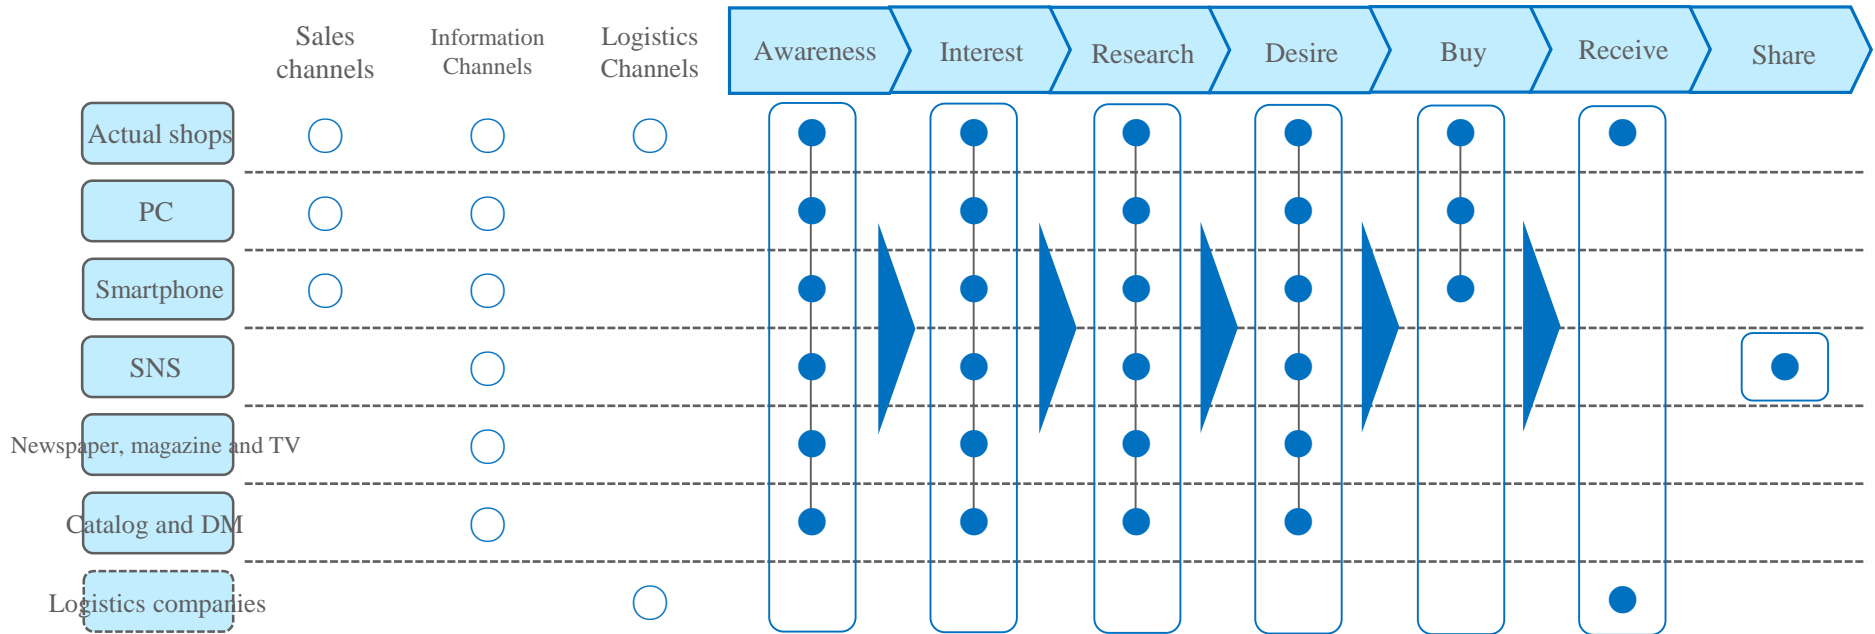 Sales
channels
Information
Channels
Logistics
Channels
Awareness
Interest
Research
Desire
Buy
Receive
Share
Actual shops
PC
Smartphone
SNS
Newspaper, magazine and TV
Catalog and DM
Logistics companies